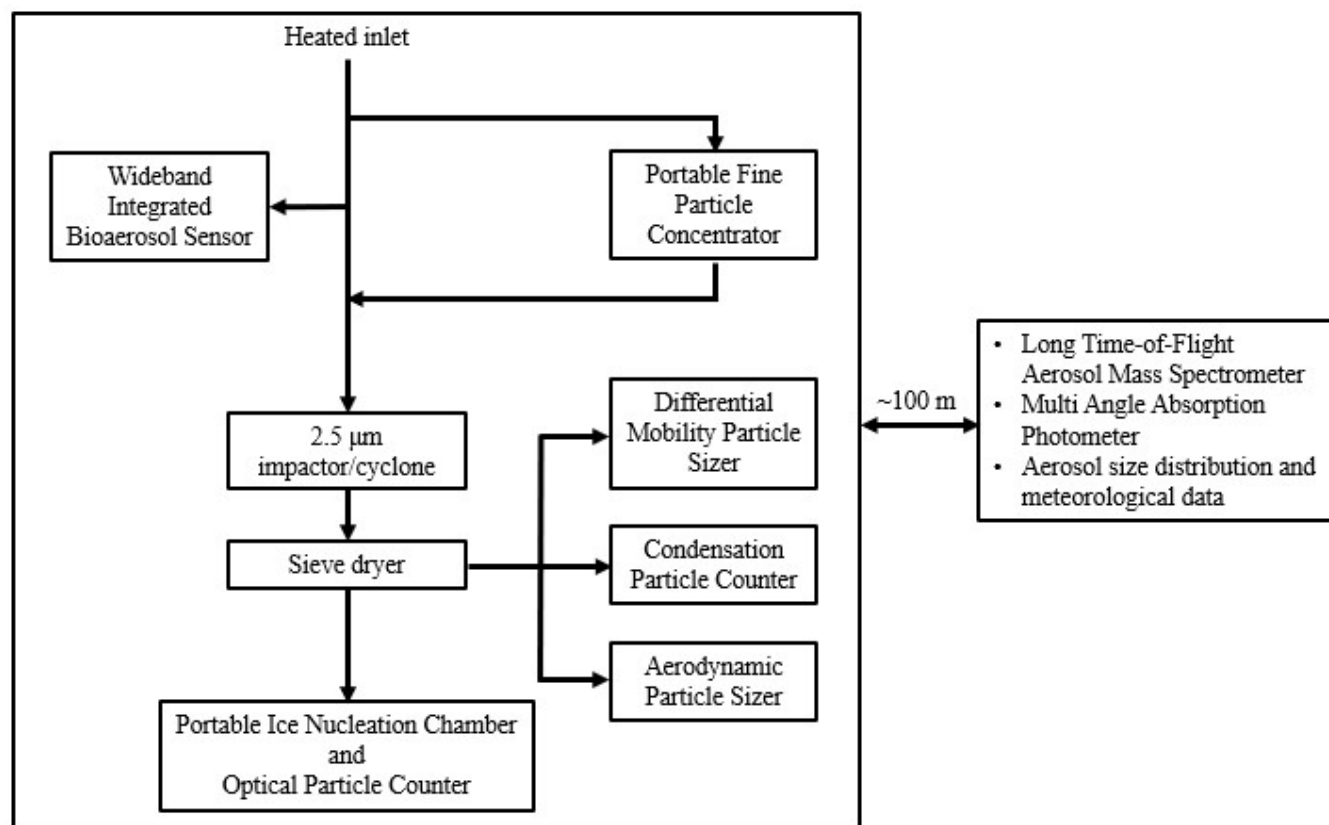 Heated inlet
Wideband
Integrated
Bioaerosol Sensor
Portable Fine
Particle
Concentrator
2.5 μm
impactor/cyclone
Sieve dryer
Differential
Mobility Particle
Sizer
Condensation
Particle Counter
Aerodynamic
Particle Sizer
Portable Ice Nucleation Chamber
and
Optical Particle Counter
~100 m
• Long Time-of-Flight
Aerosol Mass Spectrometer
• Multi Angle Absorption
Photometer
• Aerosol size distribution and
meteorological data